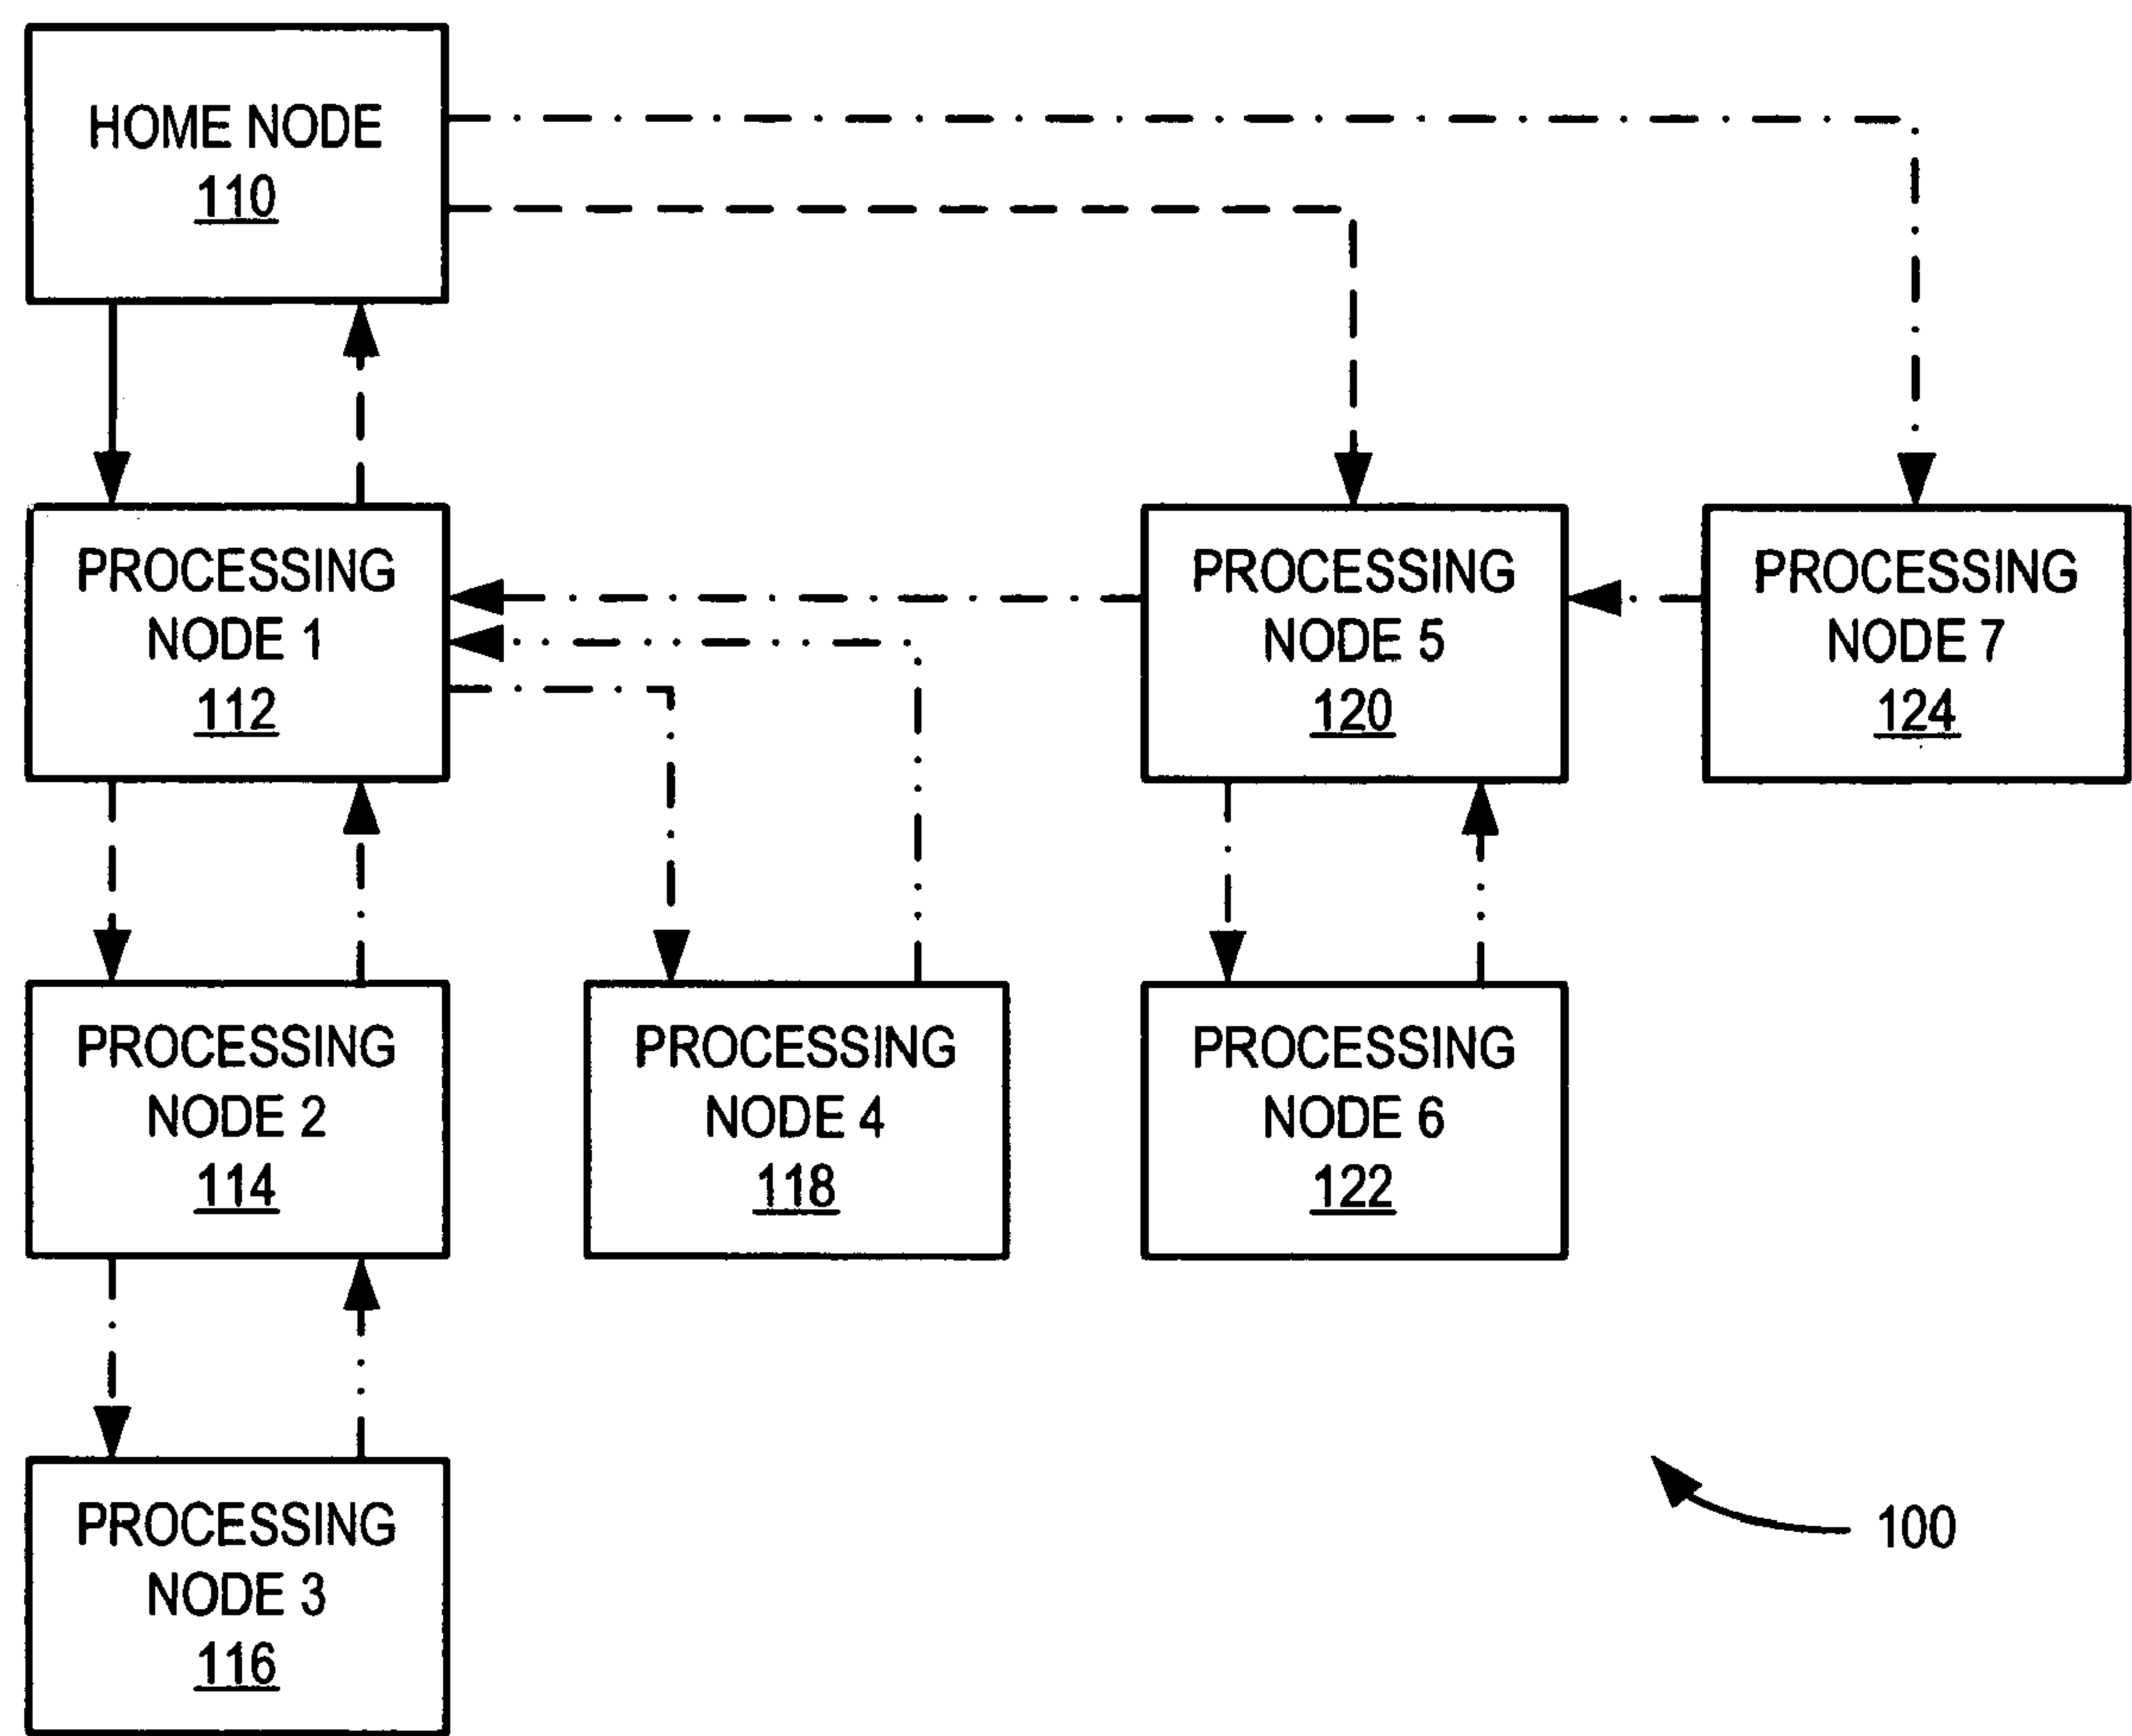 HOME NODE
110
PROCESSING
NODE 1
112
PROCESSING
NODE 5
120
PROCESSING
NODE 7
124
PROCESSING
NODE 2
114
PROCESSING
NODE 4
118
PROCESSING
NODE 6
122
PROCESSING
NODE 3
116
100